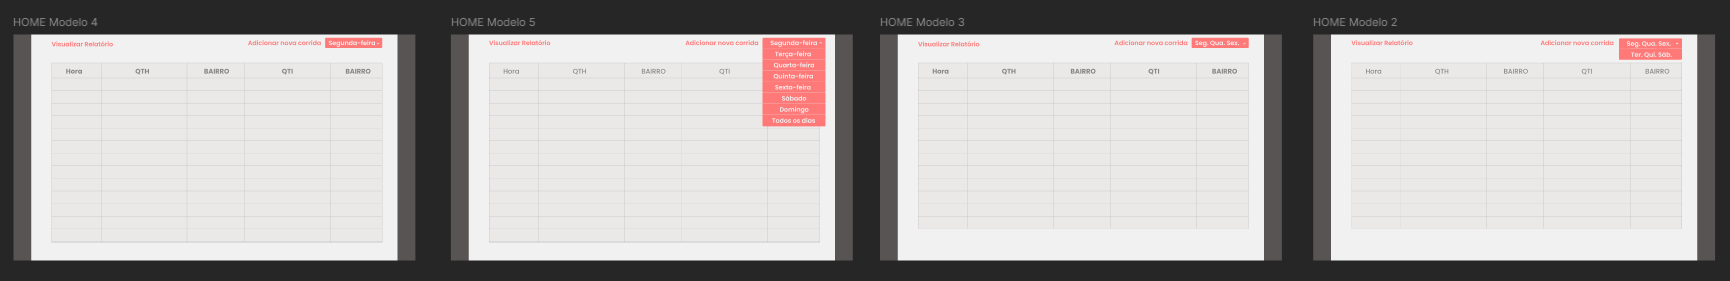 HOME Modelo 4
Visualizar Relatório
Adicionar nova corrida
Segunda-feira
Hora QTH BAIRRO QTI BAIRRO
HOME Modelo 5
Visualizar Relatório
Adicionar nova corrida
Segunda-feira
Terça-feira
Quarta-feira
Quinta-feira
Sexta-feira
Sábado
Domingo
Todos os dias
Hora QTH BAIRRO QTI
HOME Modelo 3
Visualizar Relatório
Adicionar nova corrida
Seg. Qua. Sex.
Hora QTH BAIRRO QTI BAIRRO
HOME Modelo 2
Visualizar Relatório
Adicionar nova corrida
Seg. Qua. Sex.
Ter. Qui. Sáb.
Hora QTH BAIRRO QTI BAIRRO